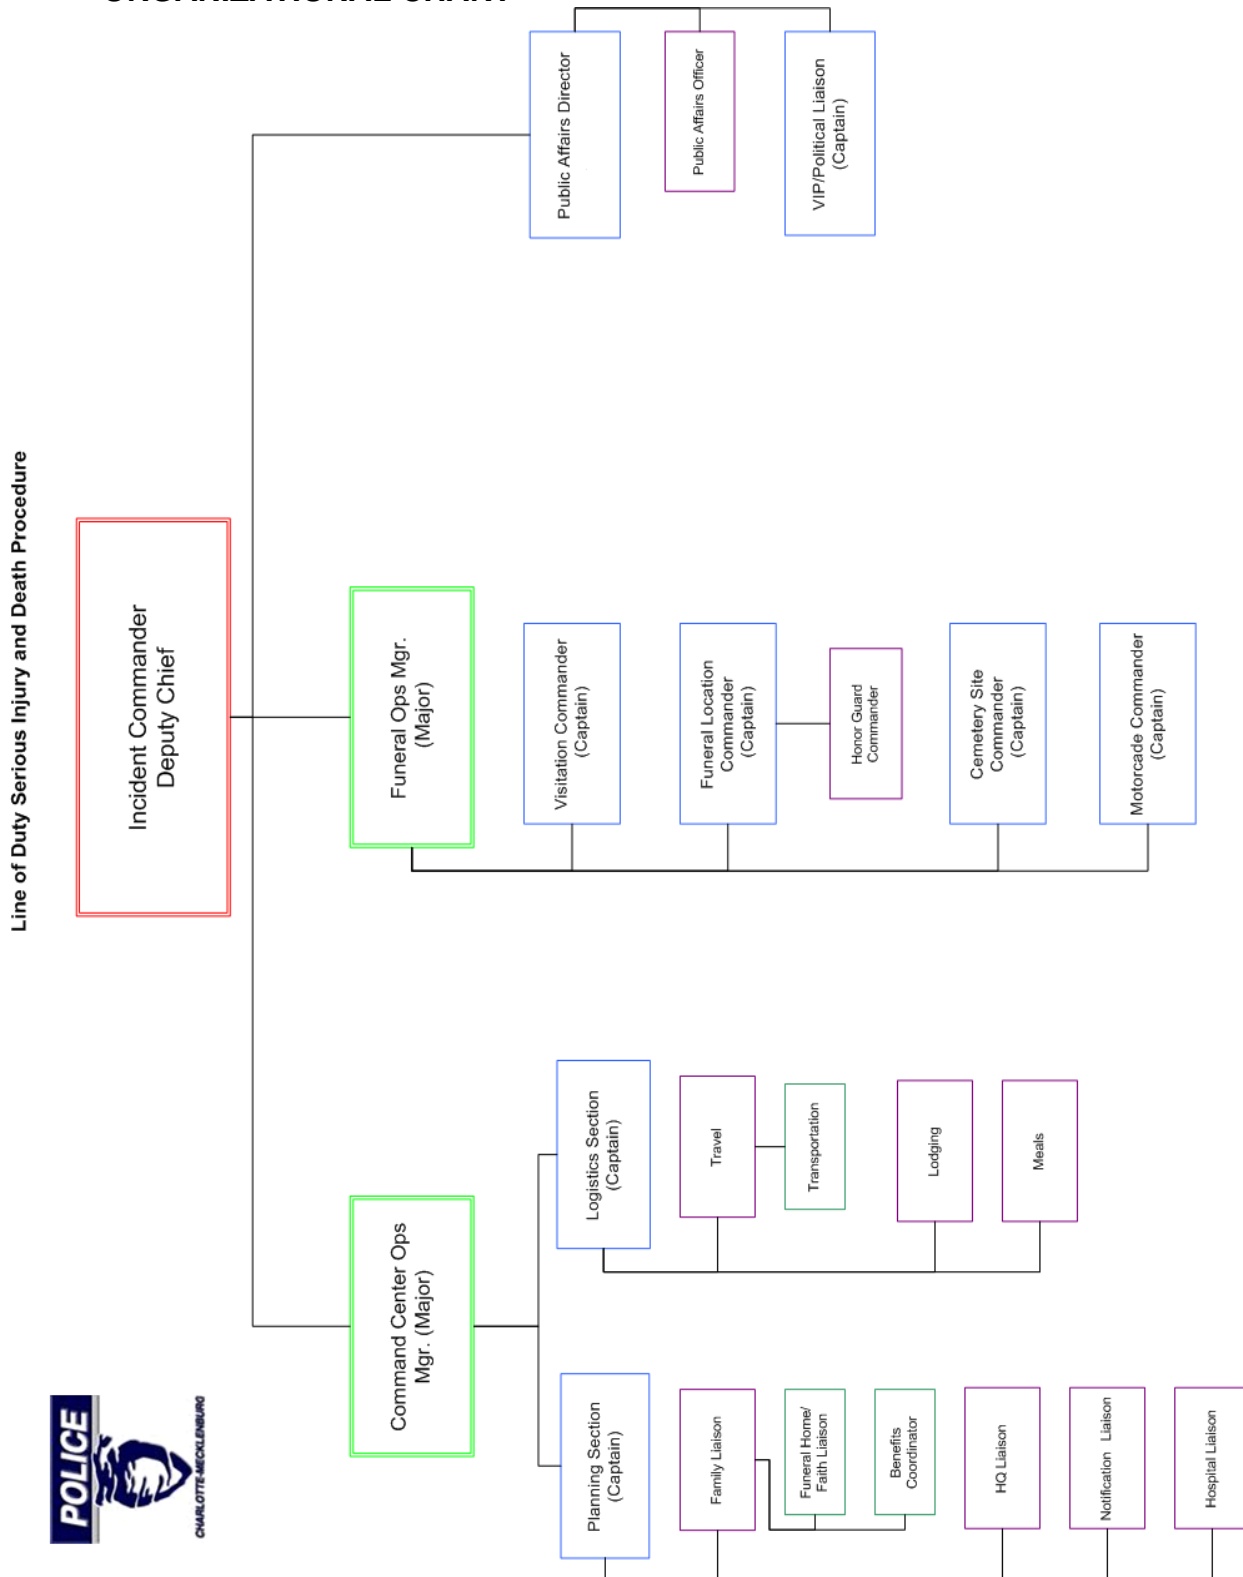 ORGANIZATIONAL CHART
Line of Duty Serious Injury and Death Procedure
POLICE
CHARLOTTE-MECKLENBURG
Incident Commander
Deputy Chief
Command Center Ops
Mgr. (Major)
Planning Section
(Captain)
Family Liaison
Funeral Home/
Faith Liaison
Benefits
Coordinator
HQ Liaison
Notification Liaison
Hospital Liaison
Logistics Section
(Captain)
Travel
Transportation
Lodging
Meals
Funeral Ops Mgr.
(Major)
Visitation Commander
(Captain)
Funeral Location
Commander
(Captain)
Honor Guard
Commander
Cemetery Site
Commander
(Captain)
Motorcade Commander
(Captain)
Public Affairs Director
Public Affairs Officer
VIP/Political Liaison
(Captain)